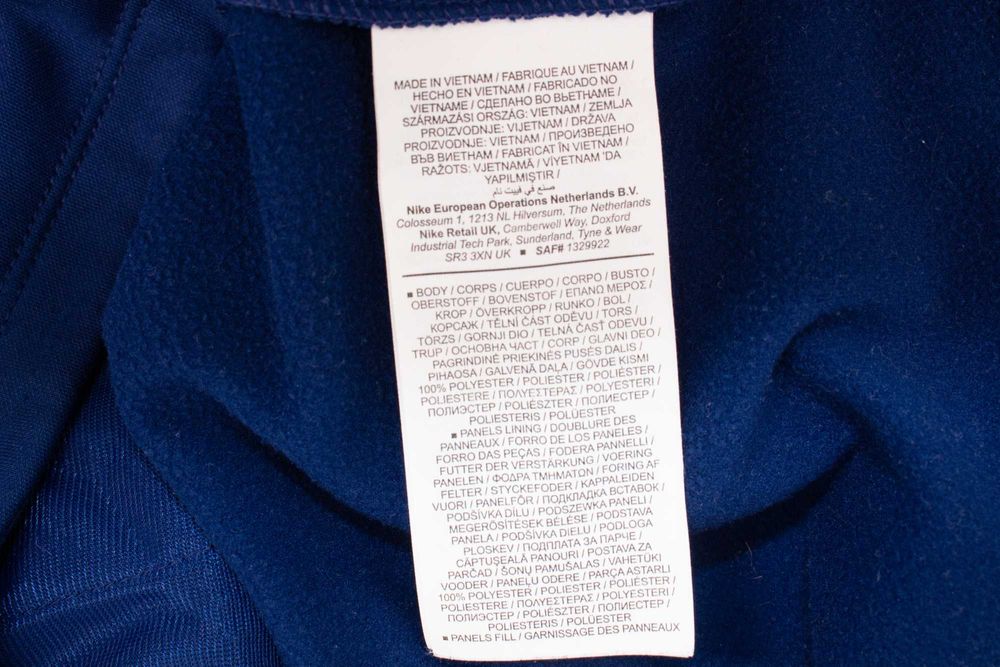 MADE IN VIETNAM / FABRIQUE AU VIETNAM /
HECHO EN VIETNAM / FABRICADO NO
VIETNAME / СДЕЛАНО ВО ВЬЕТНАМЕ /
SZÁRMAZÁSI ORSZÁG: VIETNAM / ZEMLJA
PROIZVODNJE: VIJETNAM / DRŽAVA
PROIZVODNJE: VIETNAM / ПРОИЗВЕДЕНО
ВЪВ ВИЕТНАМ / FABRICAT ÎN VIETNAM /
RAŽOTS: VJETNAMĀ / VİYETNAM 'DA
YAPILMIŞTIR /
صنع في فييت نام
Nike European Operations Netherlands B.V.
Colosseum 1, 1213 NL Hilversum, The Netherlands
Nike Retail UK, Camberwell Way, Doxford
Industrial Tech Park, Sunderland, Tyne & Wear
SR3 3XN UK ■ SAF# 1329922
■ BODY / CORPS / CUERPO / CORPO / BUSTO /
OBERSTOFF / BOVENSTOF / ΕΠΑΝΩ ΜΕΡΟΣ /
KROP / ÖVERKROPP / RUNKO / BOL /
КОРСАЖ / TĚLNÍ ČÁST ODĚVU / TORS /
TÖRZS / GORNJI DIO / TELNÁ ČASŤ ODEVU /
TRUP / ОСНОВНА ЧАСТ / CORP / GLAVNI DEO /
PAGRINDINĖ PRIEKINĖS PUSĖS DALIS /
PIHAOSA / GALVENĀ DAĻA / GÖVDE KISMI
100% POLYESTER / POLIESTER / POLIÉSTER /
POLIESTERE / ΠΟΛΥΕΣΤΕΡΑΣ / POLYESTERI /
ПОЛИЭСТЕР / POLIÉSZTER / ПОЛИЕСТЕР /
POLIESTERIS / POLÜESTER
■ PANELS LINING / DOUBLURE DES
PANNEAUX / FORRO DE LOS PANELES /
FORRO DAS PEÇAS / FODERA PANNELLI /
FUTTER DER VERSTÄRKUNG / VOERING
PANELEN / ΦΟΔΡΑ ΤΜΗΜΑΤΩΝ / FORING AF
FELTER / STYCKEFODER / KAPPALEIDEN
VUORI / PANELFÔR / ПОДКЛАДКА ВСТАВОК /
PODŠÍVKA DÍLU / PODSZEWKA PANELI /
MEGERŐSÍTÉSEK BÉLÉSE / PODSTAVA
PANELA / PODŠÍVKA DIELU / PODLOGA
PLOSKEV / ПОДПЛАТА ЗА ПАРЧЕ /
CĂPTUŞEALĂ PANOURI / POSTAVA ZA
PARČAD / ŠONŲ PAMUŠALAS / VAHETÜKI
VOODER / PANEĻU ODERE / PARÇA ASTARLI
100% POLYESTER / POLIESTER / POLIÉSTER /
POLIESTERE / ΠΟΛΥΕΣΤΕΡΑΣ / POLYESTERI /
ПОЛИЭСТЕР / POLIÉSZTER / ПОЛИЕСТЕР /
POLIESTERIS / POLÜESTER
■ PANELS FILL / GARNISSAGE DES PANNEAUX